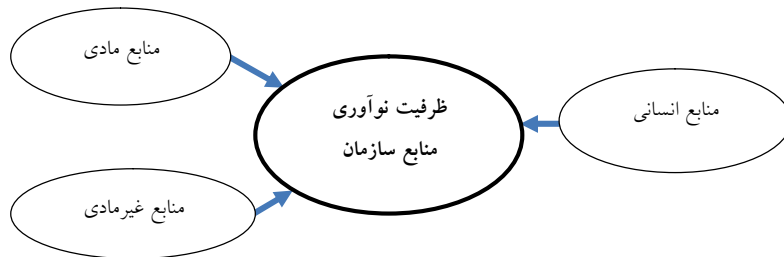 منابع مادی
ظرفیت نوآوری
منابع سازمان
منابع انسانی
منابع غیرمادی